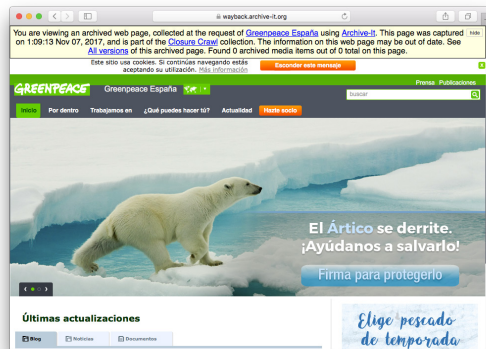 wayback.archive-it.org
You are viewing an archived web page, collected at the request of Greenpeace España using Archive-It. This page was captured hide
on 1:09:13 Nov 07, 2017, and is part of the Closure Crawl collection. The information on this web page may be out of date. See
All versions of this archived page. Found 0 archived media items out of 0 total on this page.
Este sitio usa cookies. Si continúas navegando estás
aceptando su utilización. Más información
Esconder este mensaje
Prensa Publicaciones
GREENPEACE Greenpeace España
buscar
Inicio Por dentro Trabajamos en ¿Qué puedes hacer tú? Actualidad Hazte socio
El Ártico se derrite.
¡Ayúdanos a salvarlo!
Firma para protegerlo
Últimas actualizaciones
Blog Noticias Documentos
Elige pescado
de temporada